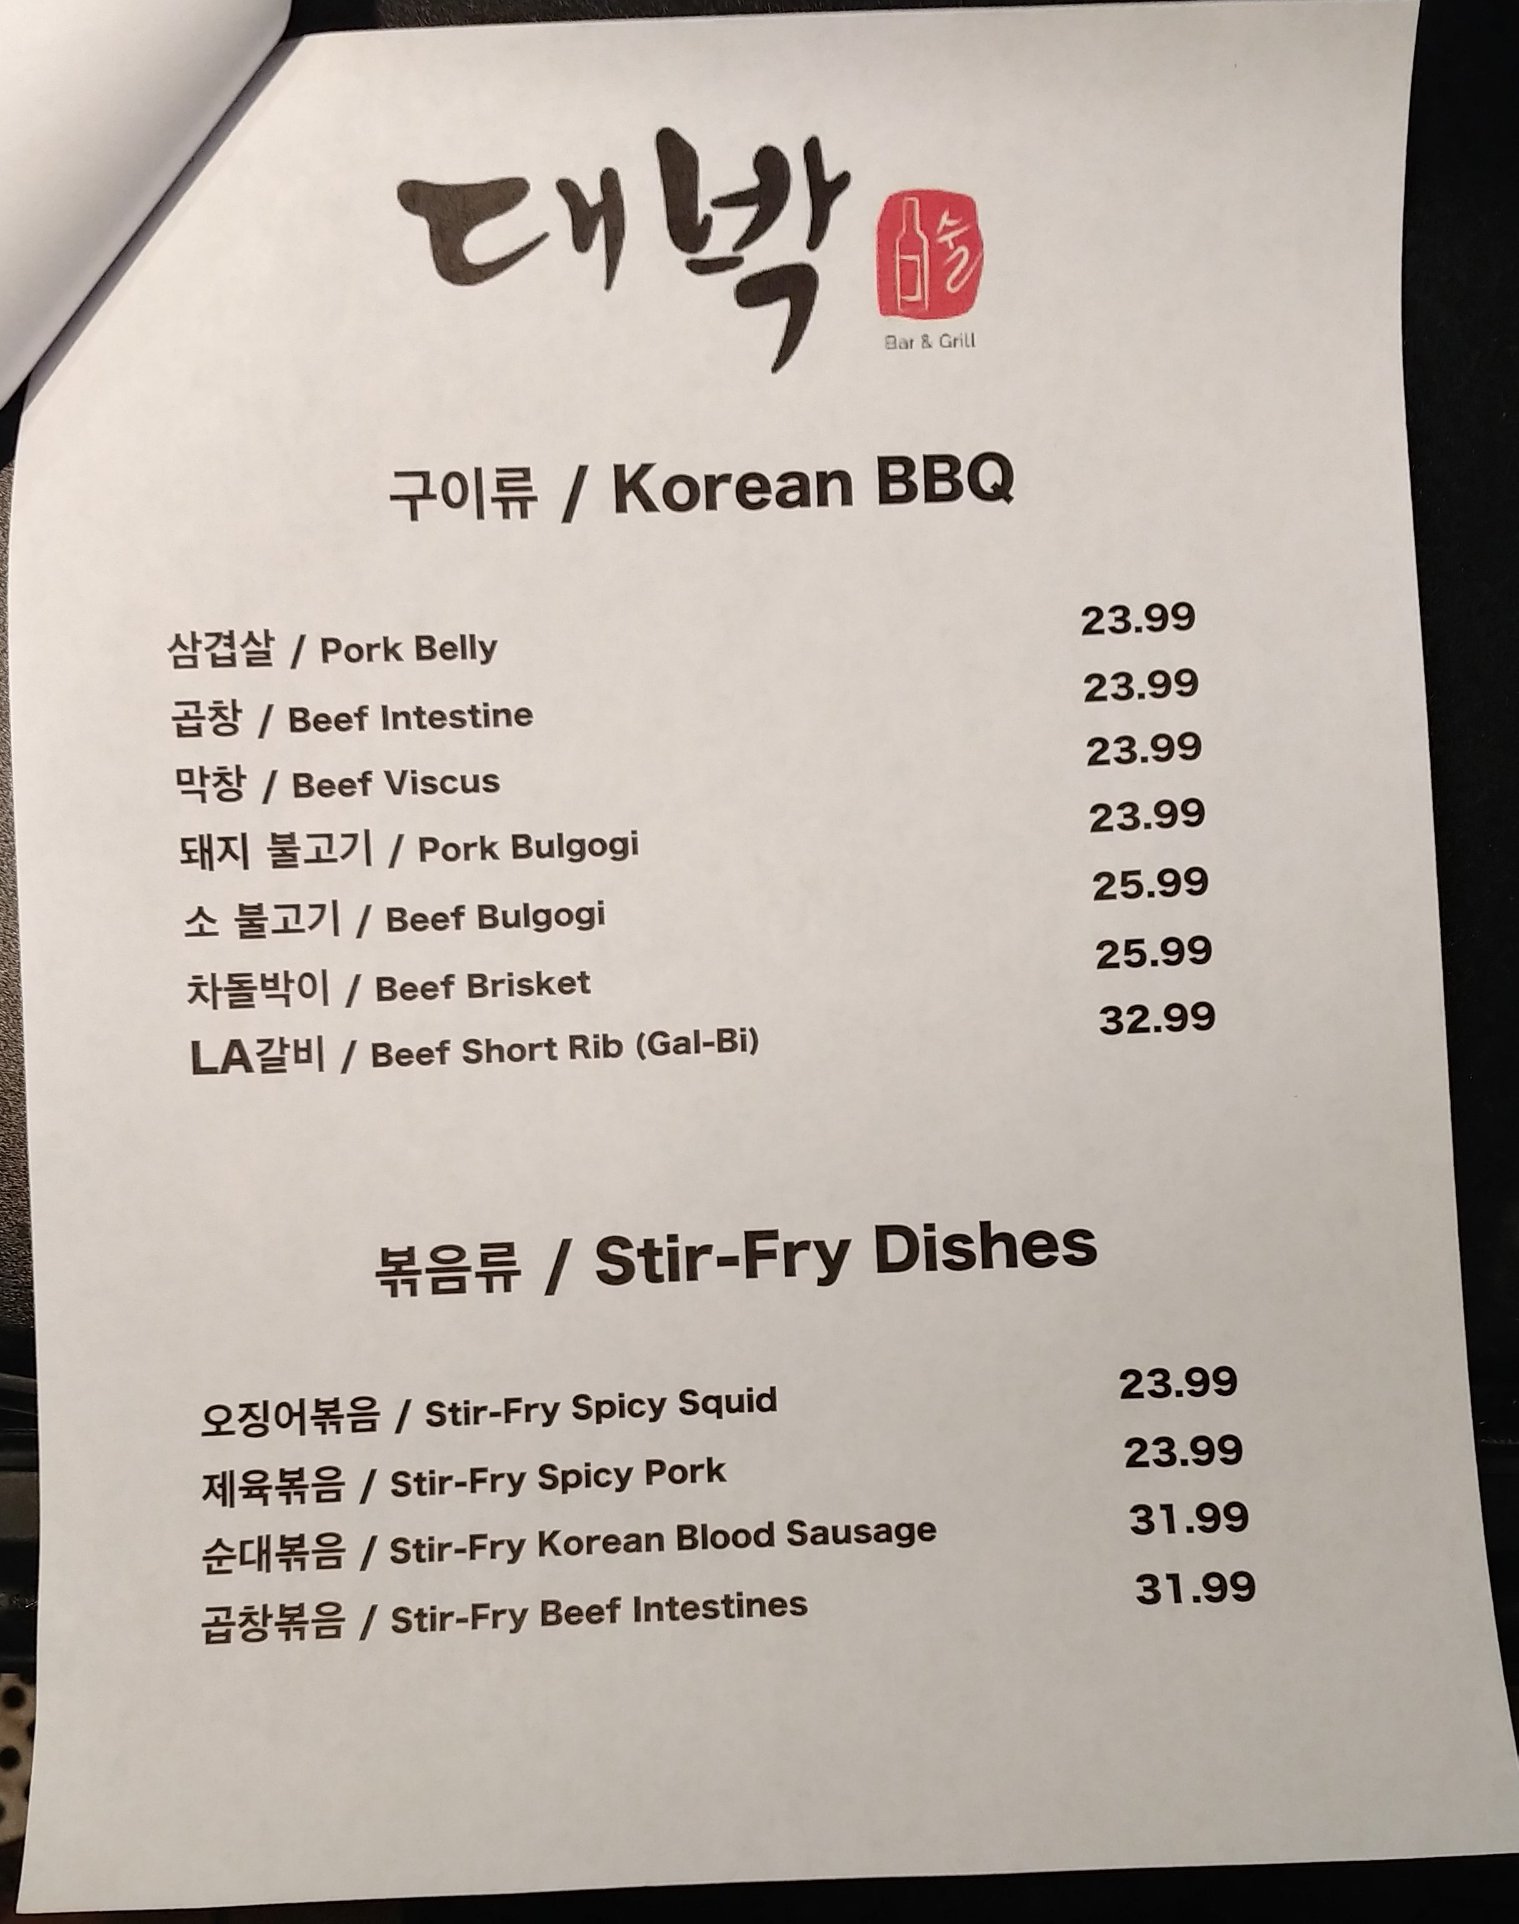 대박
술
Bar & Grill
구이류 / Korean BBQ
삼겹살 / Pork Belly 23.99
곱창 / Beef Intestine 23.99
막창 / Beef Viscus 23.99
돼지 불고기 / Pork Bulgogi 23.99
소 불고기 / Beef Bulgogi 25.99
차돌박이 / Beef Brisket 25.99
LA갈비 / Beef Short Rib (Gal-Bi) 32.99
볶음류 / Stir-Fry Dishes
오징어볶음 / Stir-Fry Spicy Squid 23.99
제육볶음 / Stir-Fry Spicy Pork 23.99
순대볶음 / Stir-Fry Korean Blood Sausage 31.99
곱창볶음 / Stir-Fry Beef Intestines 31.99